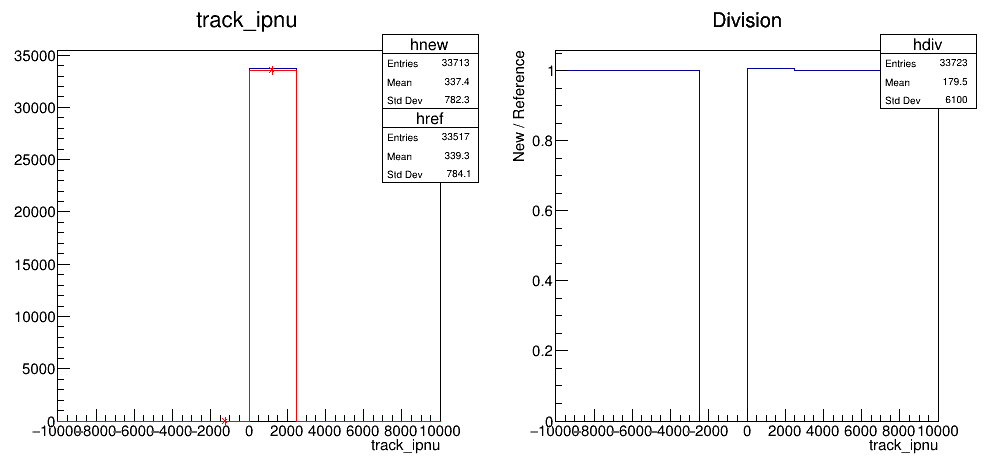 track_ipnu
hnew
Entries 33713
Mean 337.4
Std Dev 782.3
href
Entries 33517
Mean 339.3
Std Dev 784.1
35000
30000
25000
20000
15000
10000
5000
0
−10000 −8000 −6000 −4000 −2000 0 2000 4000 6000 8000 10000
track_ipnu
Division
hdiv
Entries 33723
Mean 179.5
Std Dev 6100
New / Reference
1
0.8
0.6
0.4
0.2
0
−10000 −8000 −6000 −4000 −2000 0 2000 4000 6000 8000 10000
track_ipnu